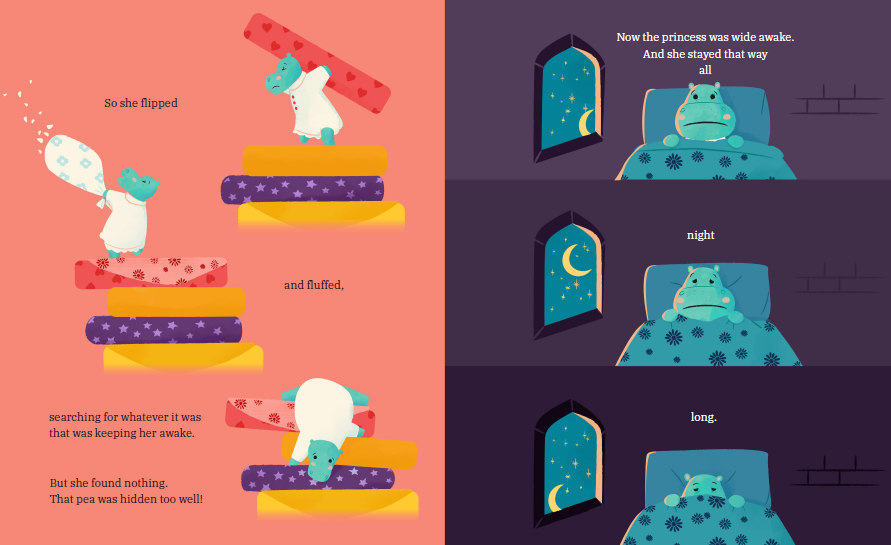 So she flipped
and fluffed,
searching for whatever it was
that was keeping her awake.
But she found nothing.
That pea was hidden too well!
Now the princess was wide awake.
And she stayed that way
all
night
long.